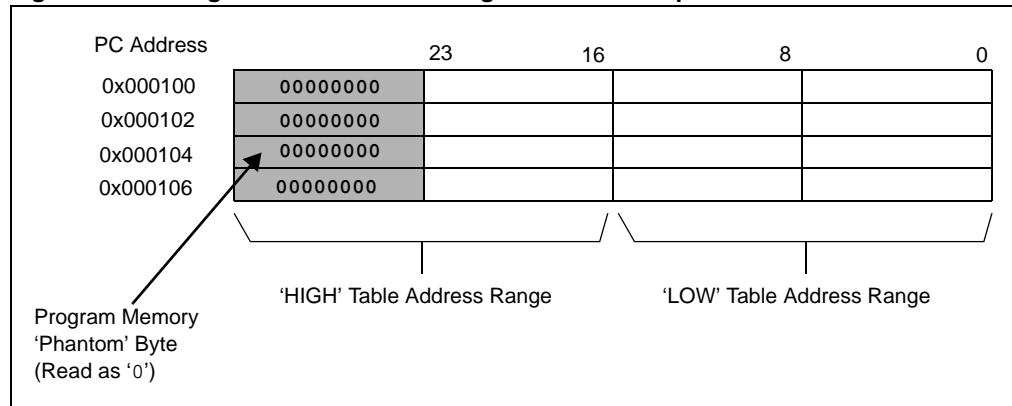 PC Address
23 16 8 0
0x000100 00000000
0x000102 00000000
0x000104 00000000
0x000106 00000000
‘HIGH’ Table Address Range ‘LOW’ Table Address Range
Program Memory
‘Phantom’ Byte
(Read as ‘0’)